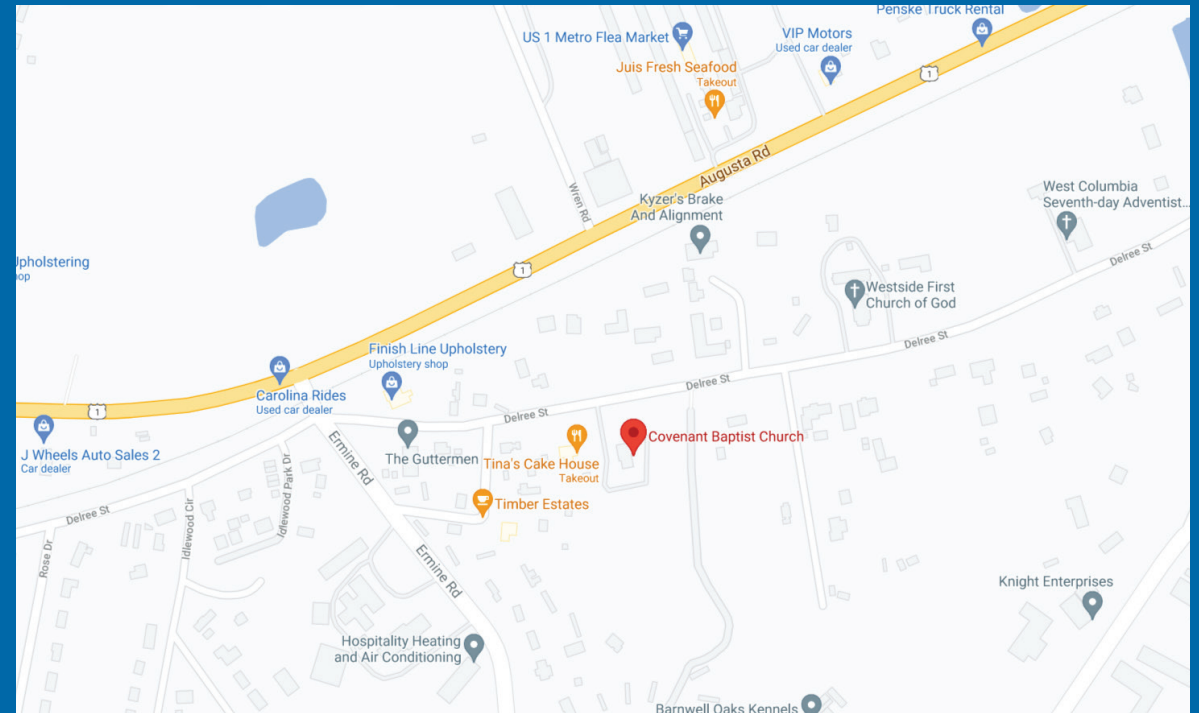 Penske Truck Rental
US 1 Metro Flea Market
VIP Motors
Used car dealer
Juis Fresh Seafood
Takeout
1
Augusta Rd
Wren Rd
Kyzer's Brake
And Alignment
West Columbia
Seventh-day Adventist...
Delree St
Upholstering
1
Westside First
Church of God
Delree St
Finish Line Upholstery
Upholstery shop
Delree St
Carolina Rides
Used car dealer
1
Delree St
Covenant Baptist Church
J Wheels Auto Sales 2
Car dealer
Ermine Rd
The Guttermen
Tina's Cake House
Takeout
Timber Estates
Idlewood Park Dr
Idlewood Cir
Delree St
Rose Dr
Ermine Rd
Knight Enterprises
Hospitality Heating
and Air Conditioning
Barnwell Oaks Kennels